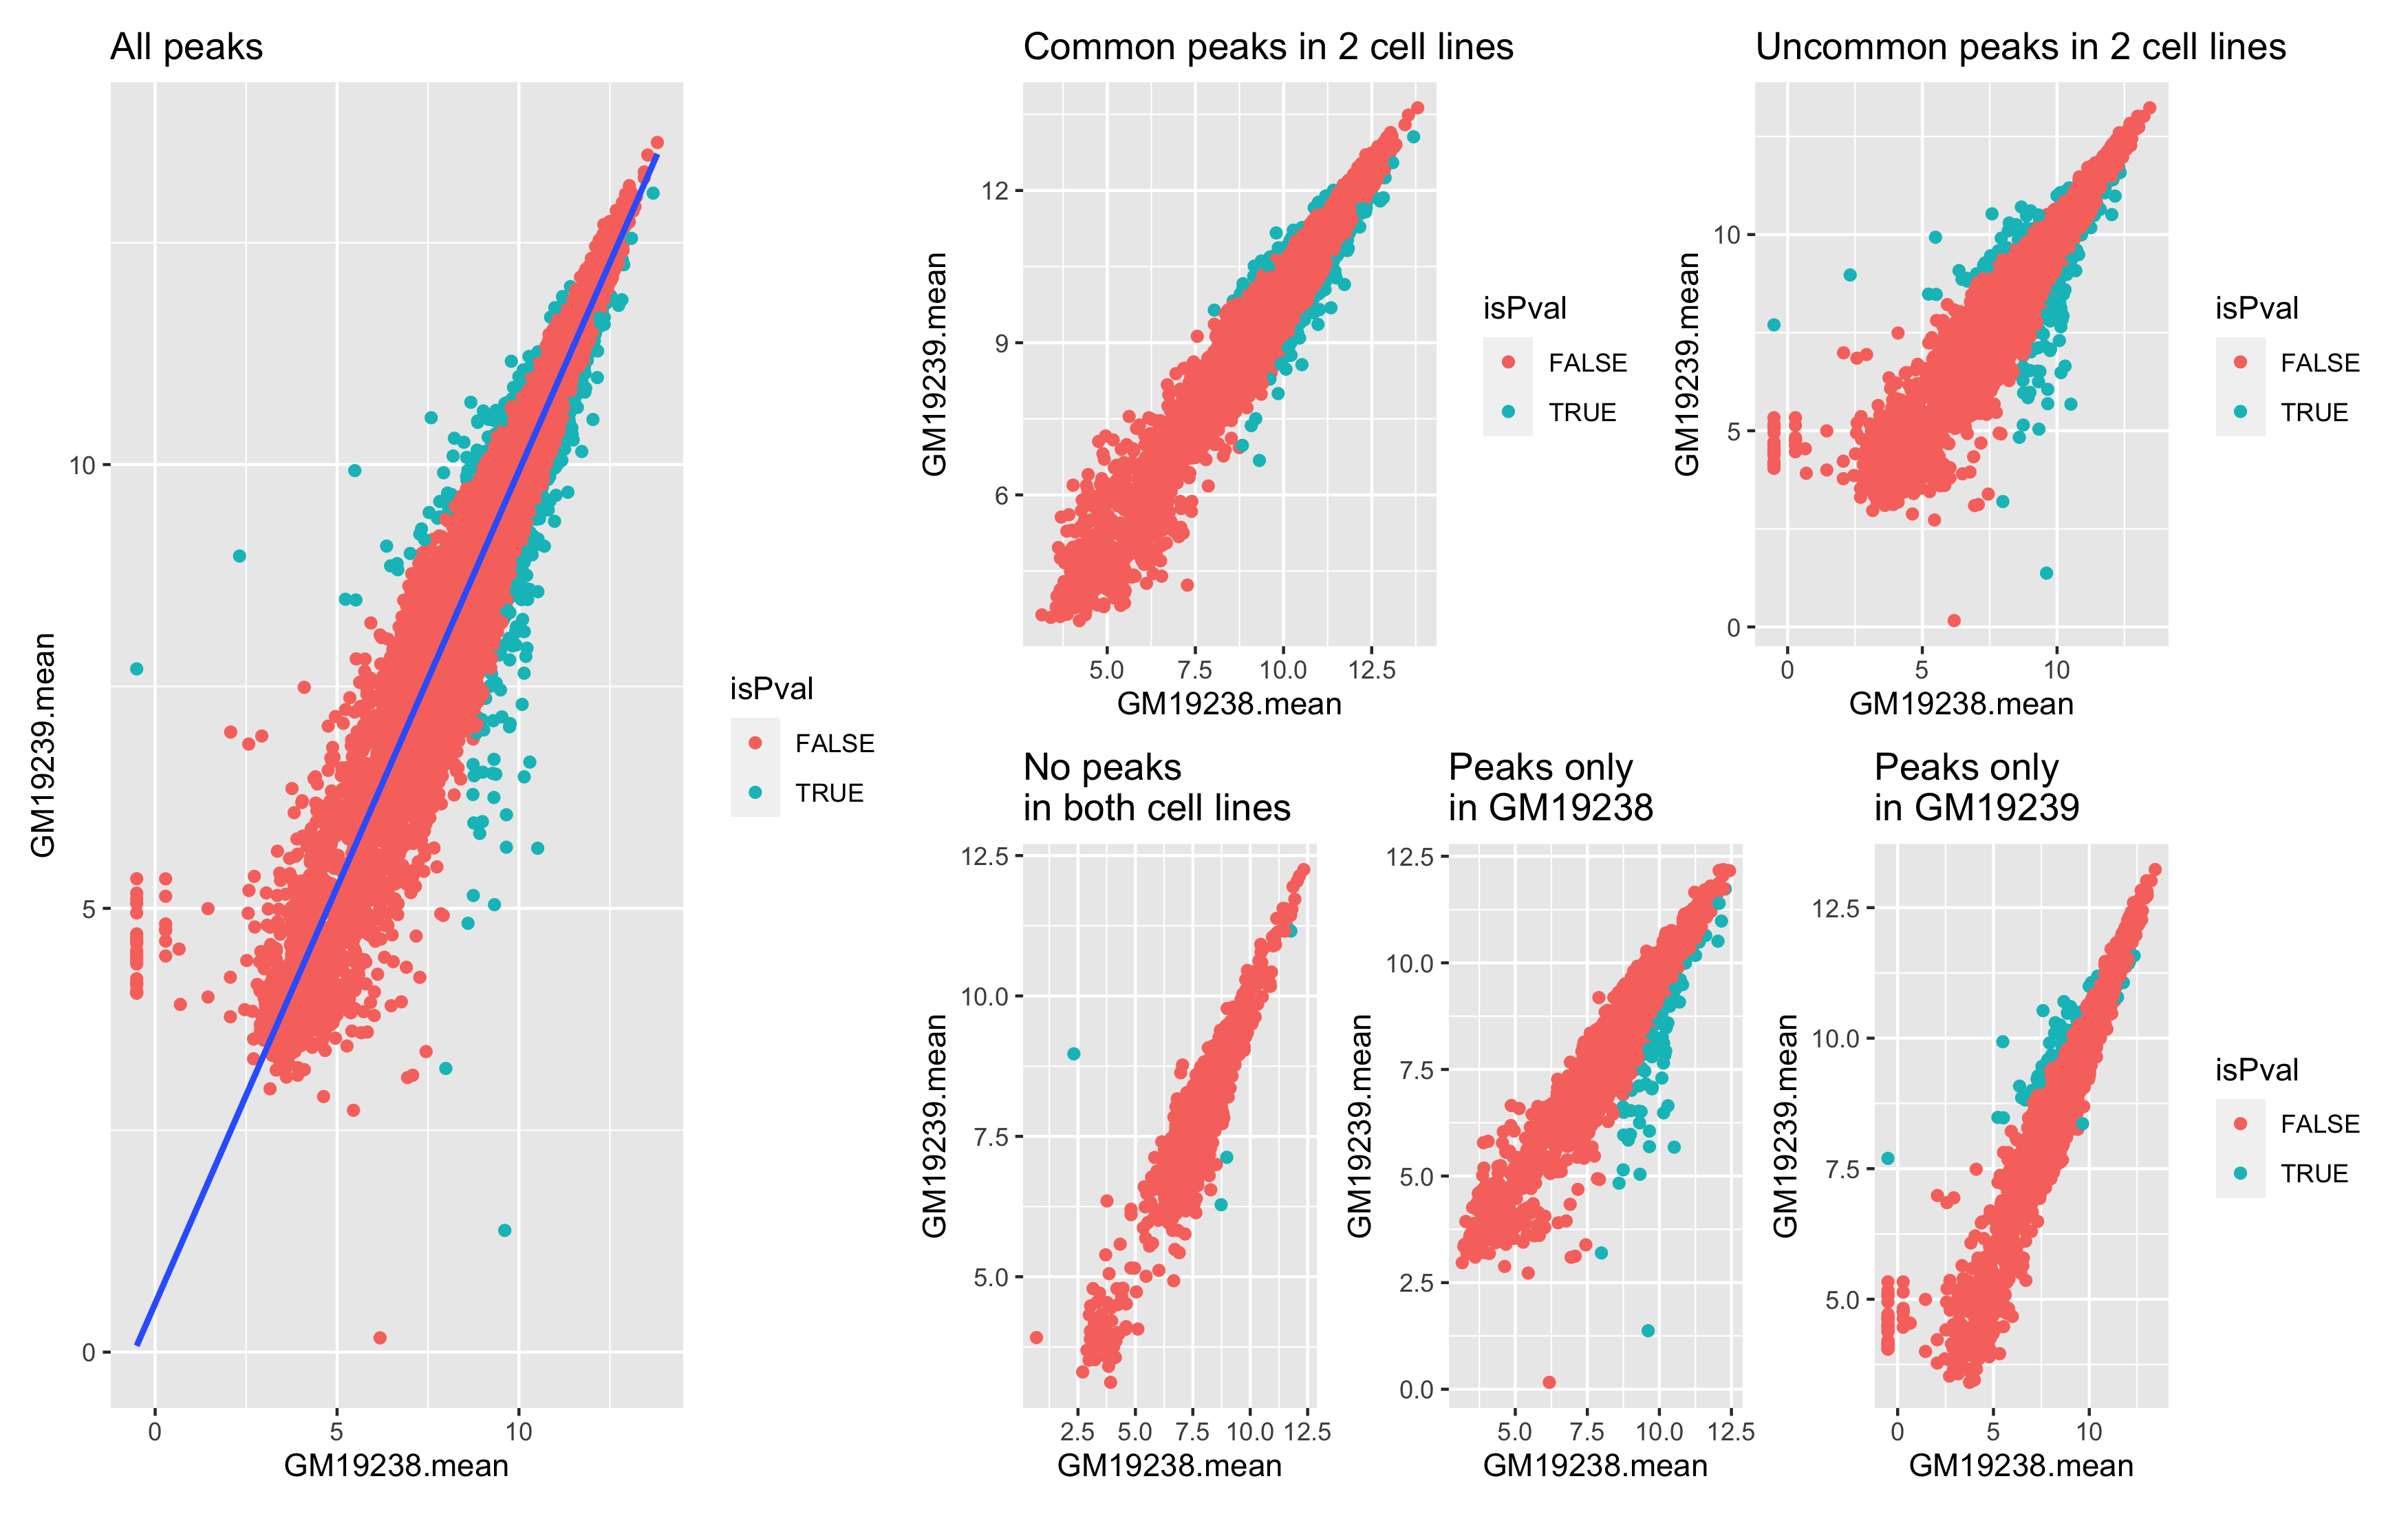 All peaks
GM19239.mean
10
5
0
0 5 10
GM19238.mean
isPval
FALSE
TRUE
Common peaks in 2 cell lines
GM19239.mean
12
9
6
5.0 7.5 10.0 12.5
GM19238.mean
isPval
FALSE
TRUE
Uncommon peaks in 2 cell lines
GM19239.mean
10
5
0
0 5 10
GM19238.mean
isPval
FALSE
TRUE
No peaks
in both cell lines
GM19239.mean
12.5
10.0
7.5
5.0
2.5 5.0 7.5 10.0 12.5
GM19238.mean
Peaks only
in GM19238
GM19239.mean
12.5
10.0
7.5
5.0
2.5
0.0
5.0 7.5 10.0 12.5
GM19238.mean
Peaks only
in GM19239
GM19239.mean
12.5
10.0
7.5
5.0
0 5 10
GM19238.mean
isPval
FALSE
TRUE